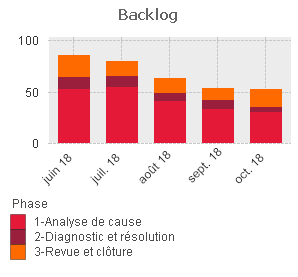 Backlog
100
50
0
juin 18
juil. 18
août 18
sept. 18
oct. 18
Phase
1-Analyse de cause
2-Diagnostic et résolution
3-Revue et clôture